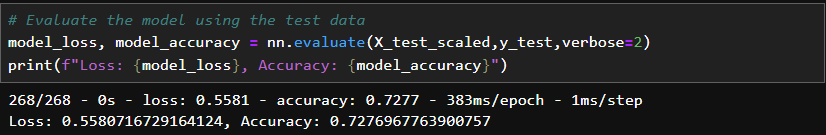 # Evaluate the model using the test data
model_loss, model_accuracy = nn.evaluate(X_test_scaled,y_test,verbose=2)
print(f"Loss: {model_loss}, Accuracy: {model_accuracy}")
268/268 - 0s - loss: 0.5581 - accuracy: 0.7277 - 383ms/epoch - 1ms/step
Loss: 0.5580716729164124, Accuracy: 0.7276967763900757